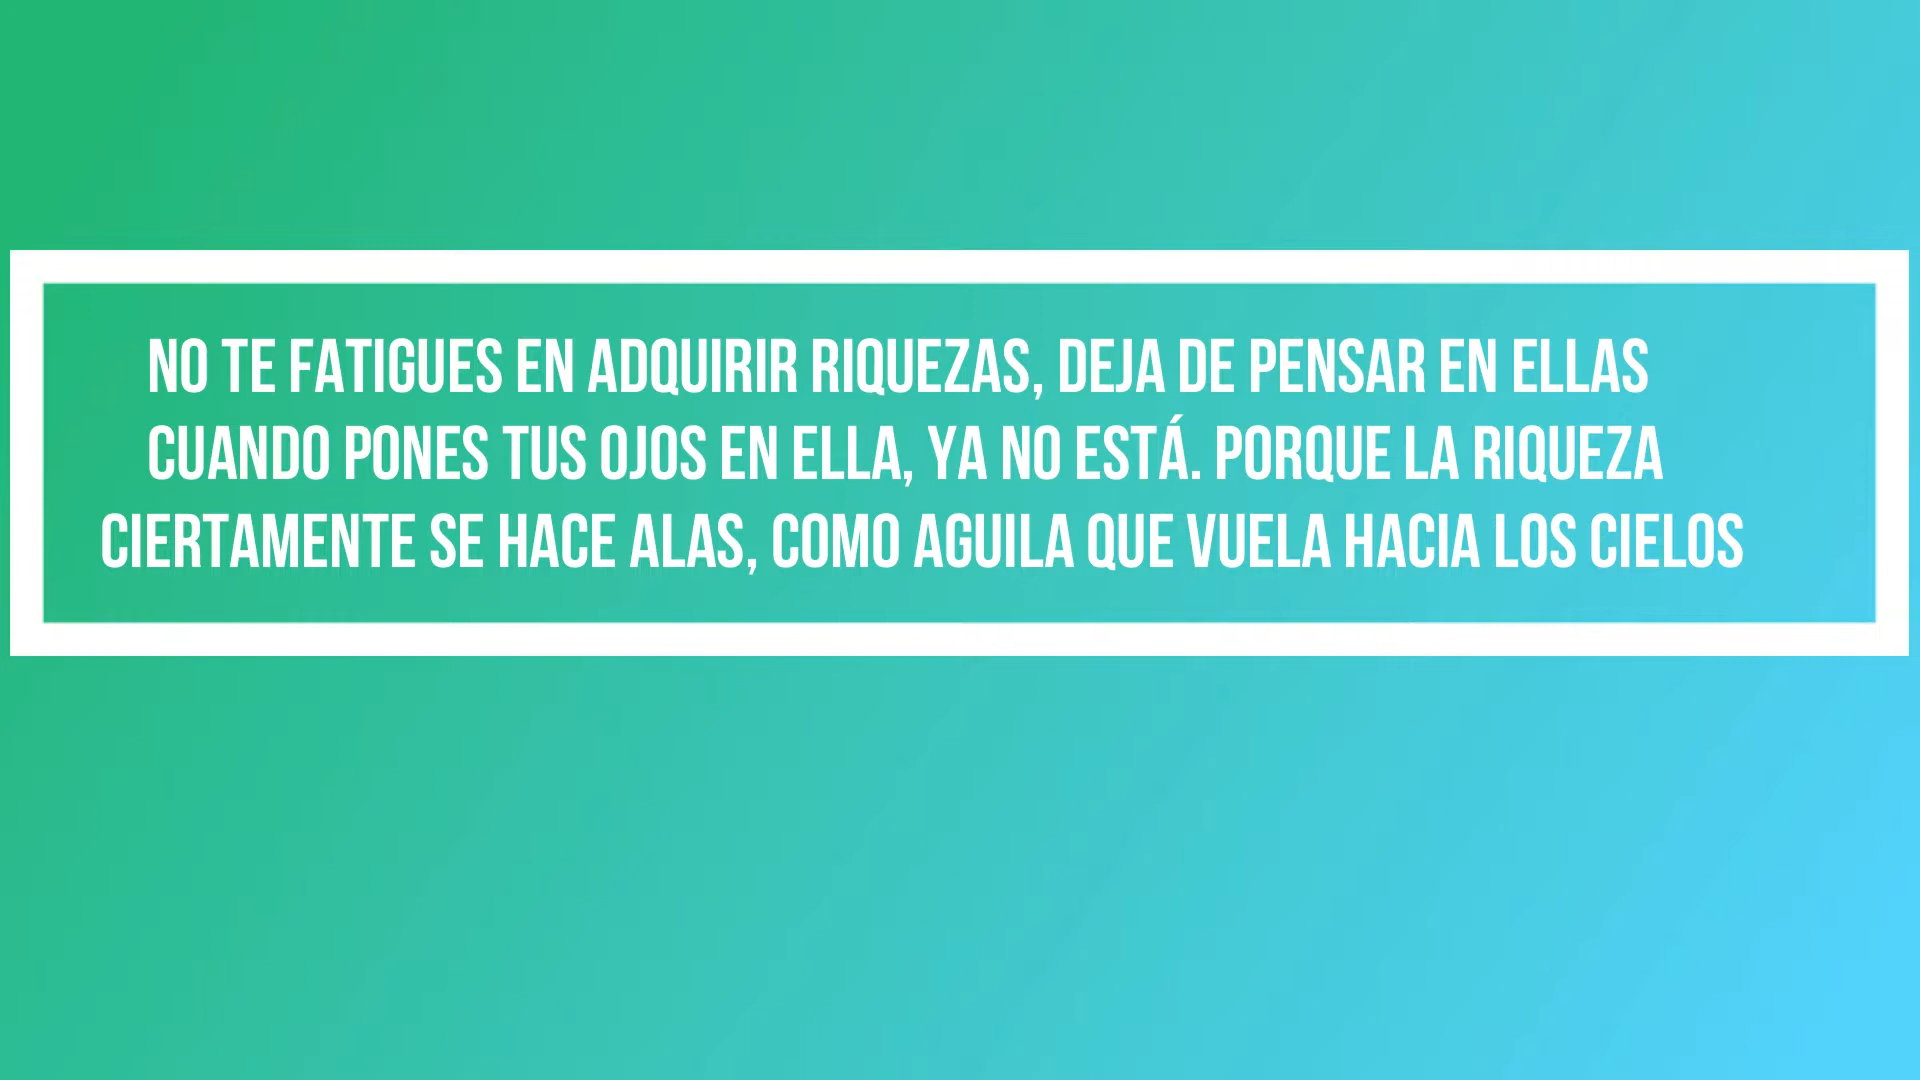 NO TE FATIGUES EN ADQUIRIR RIQUEZAS, DEJA DE PENSAR EN ELLAS
CUANDO PONES TUS OJOS EN ELLA, YA NO ESTÁ. PORQUE LA RIQUEZA
CIERTAMENTE SE HACE ALAS, COMO AGUILA QUE VUELA HACIA LOS CIELOS